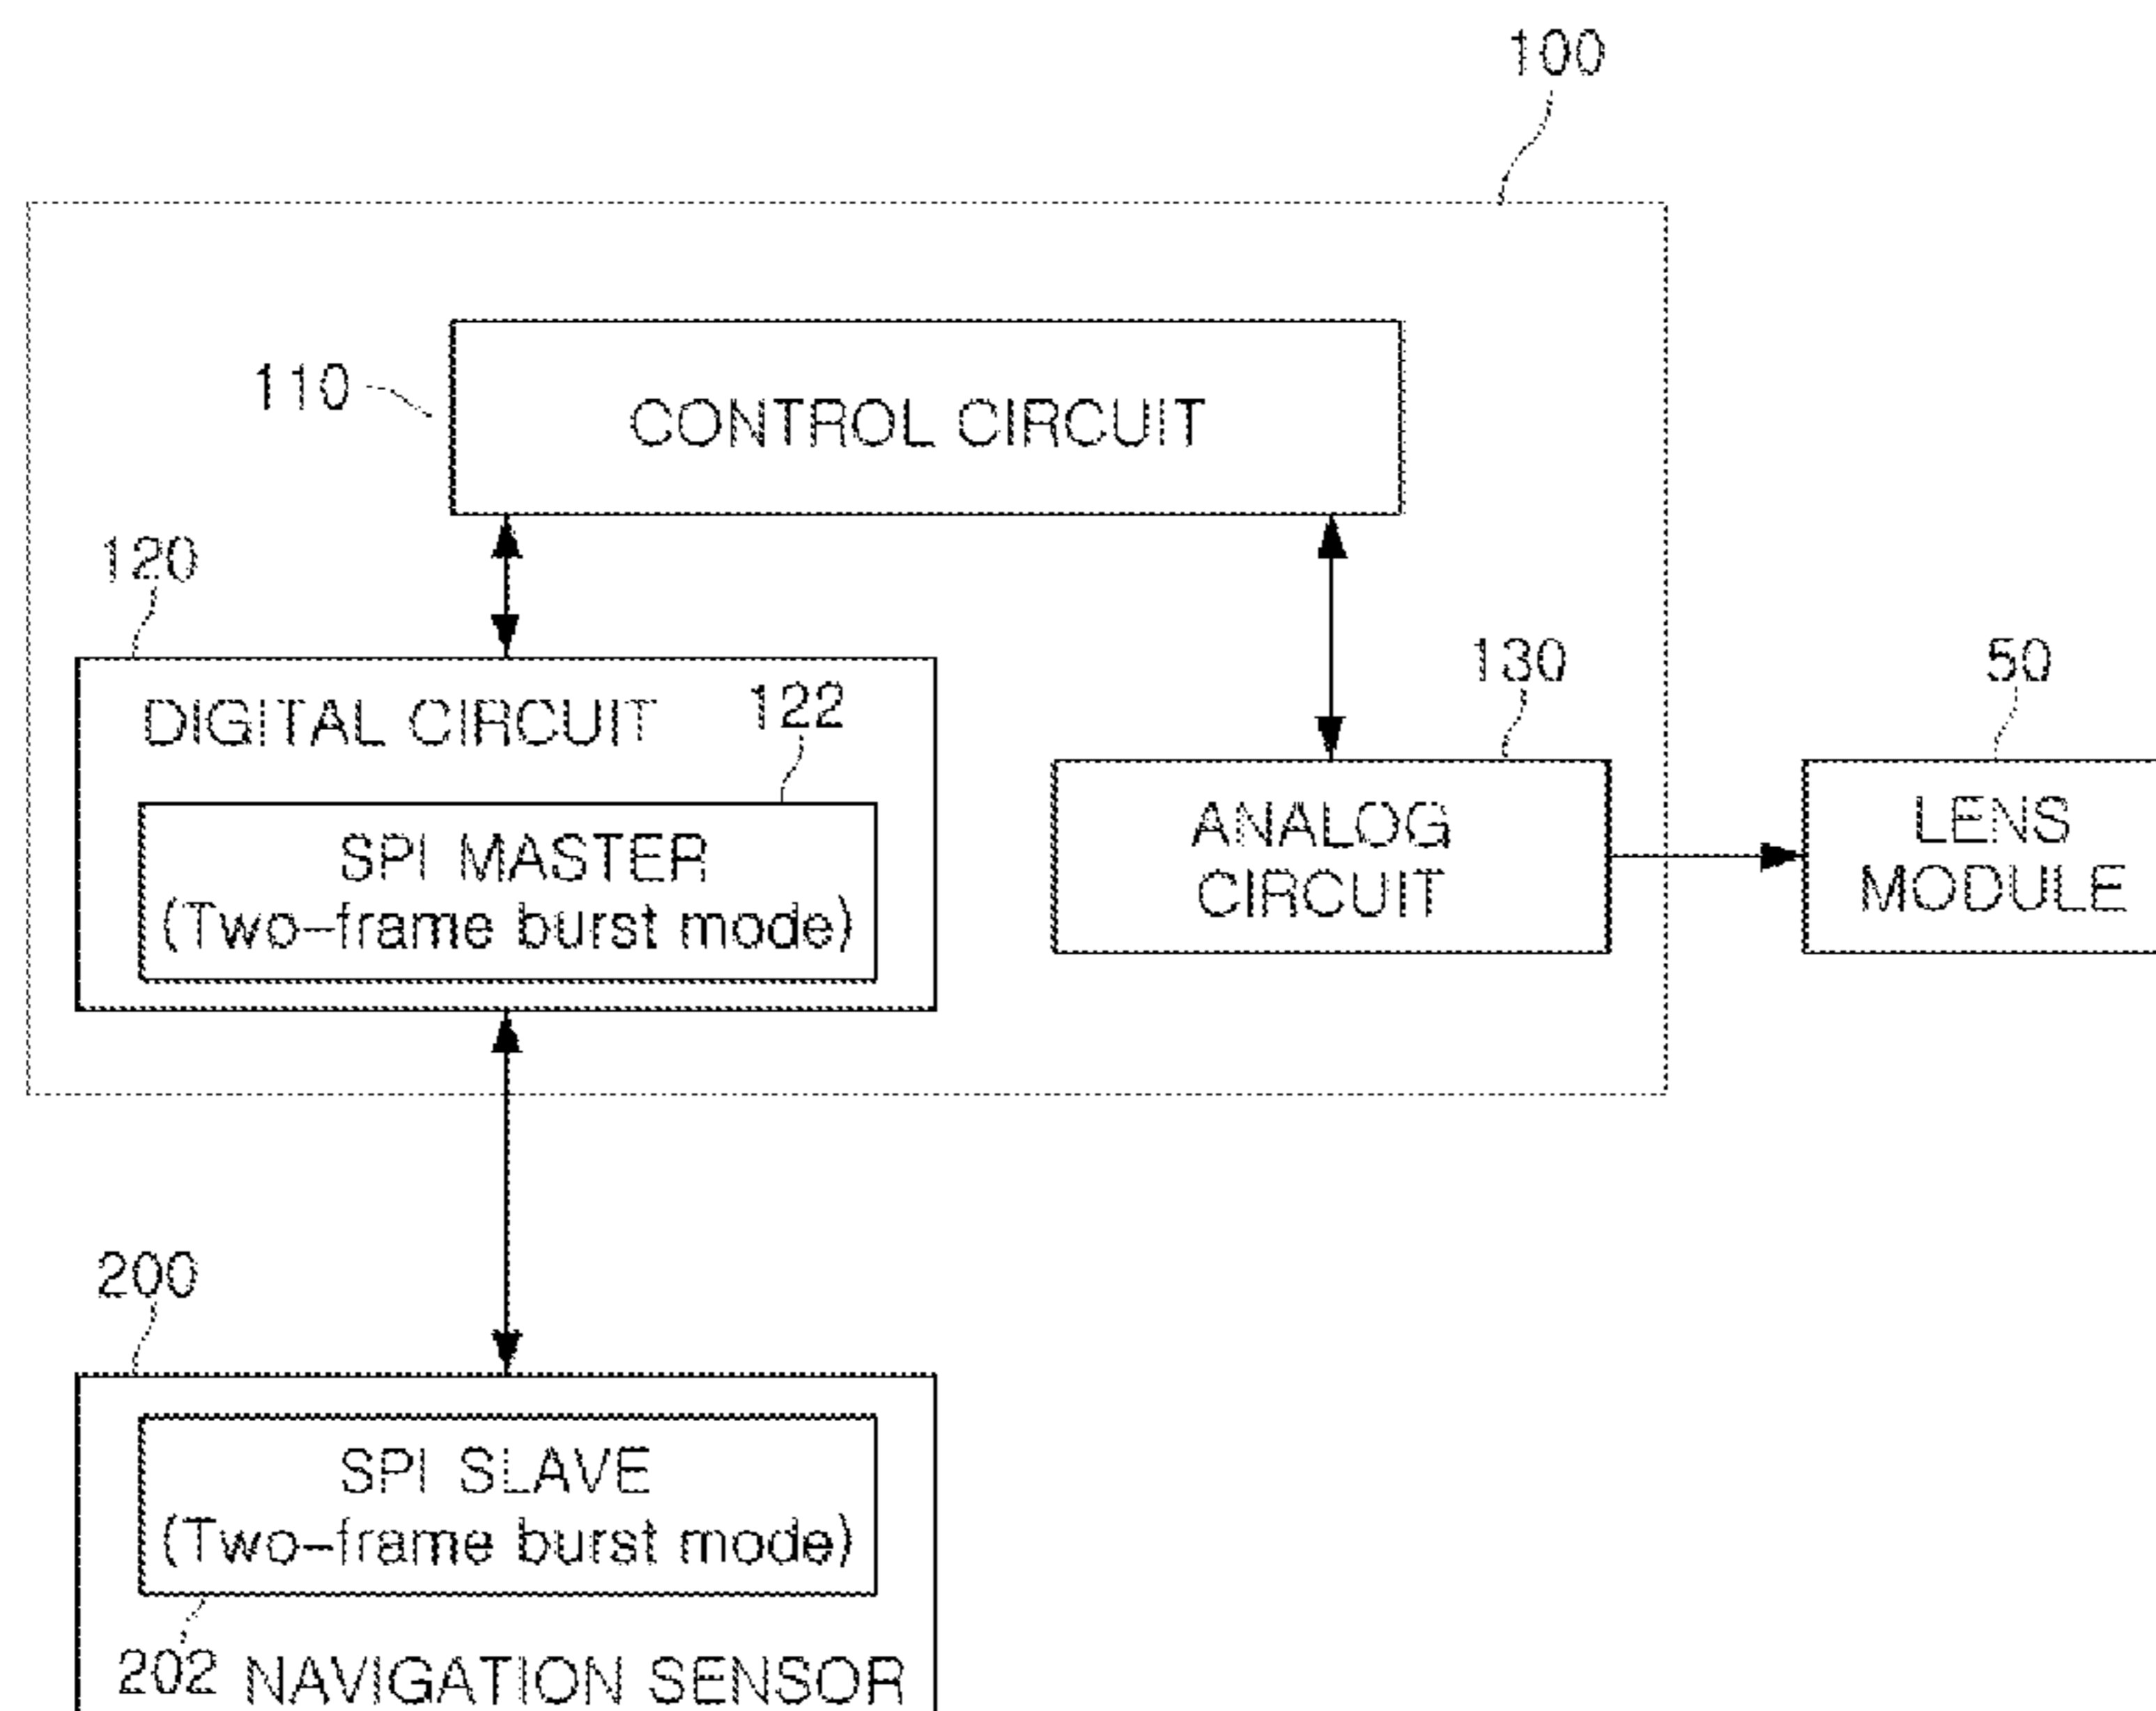 100
110
CONTROL CIRCUIT
120
130
50
DIGITAL CIRCUIT
122
SPI MASTER
(Two-frame burst mode)
ANALOG
CIRCUIT
LENS
MODULE
200
SPI SLAVE
(Two-frame burst mode)
202 NAVIGATION SENSOR